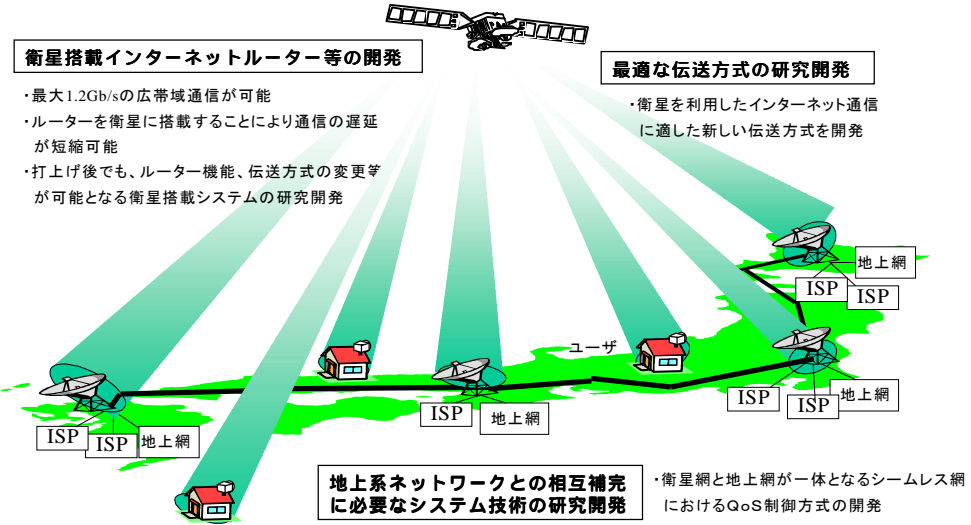 衛星搭載インターネットルーター等の開発
・最大1.2Gb/sの広帯域通信が可能
・ルーターを衛星に搭載することにより通信の遅延
が短縮可能
・打上げ後でも、ルーター機能、伝送方式の変更等
が可能となる衛星搭載システムの研究開発
最適な伝送方式の研究開発
・衛星を利用したインターネット通信
に適した新しい伝送方式を開発
地上網
ISP
ISP
ユーザ
ISP
ISP
地上網
ISP
地上網
ISP
ISP
地上網
地上系ネットワークとの相互補完
に必要なシステム技術の研究開発
・衛星網と地上網が一体となるシームレス網
におけるQoS制御方式の開発